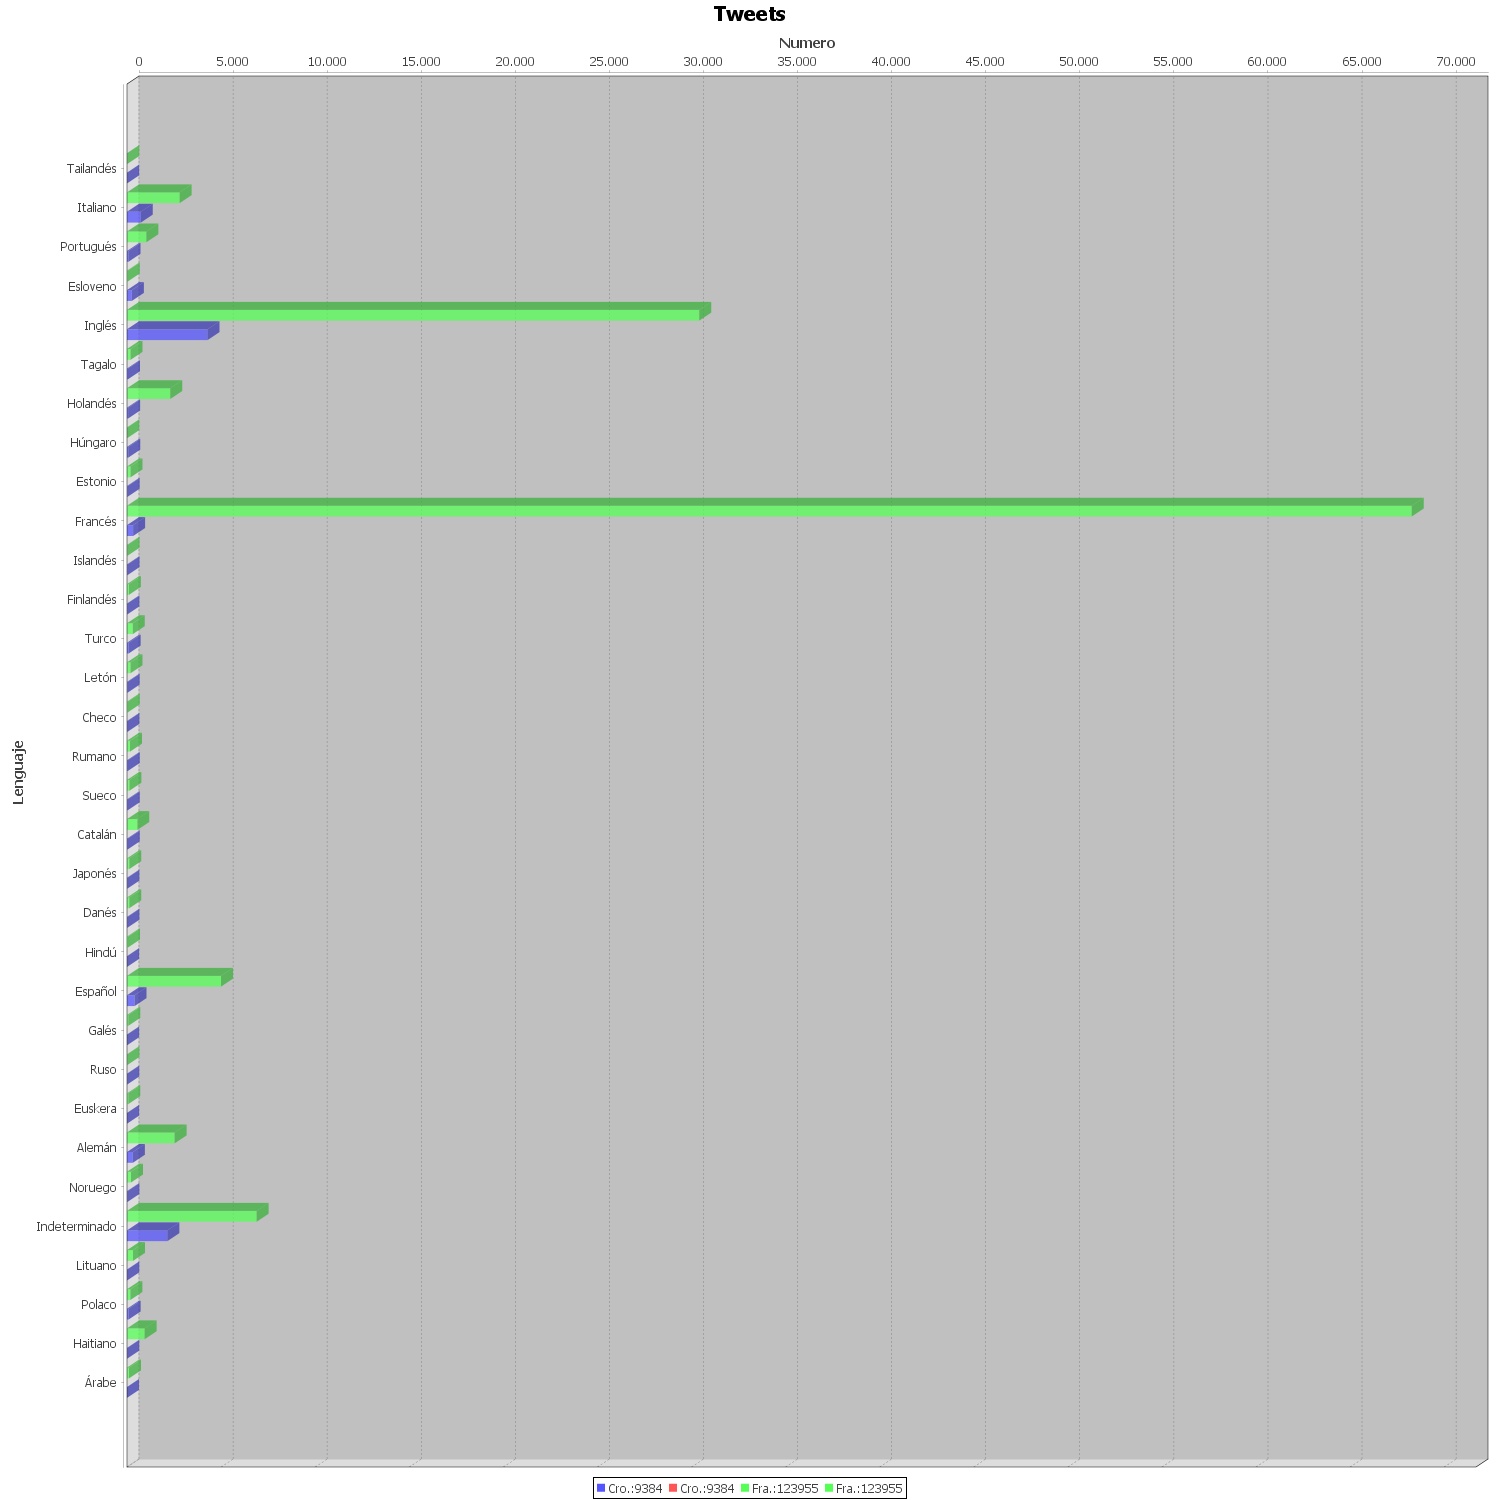 Tweets
Numero
0 5.000 10.000 15.000 20.000 25.000 30.000 35.000 40.000 45.000 50.000 55.000 60.000 65.000 70.000
Tailandés
Italiano
Portugués
Esloveno
Inglés
Tagalo
Holandés
Húngaro
Estonio
Francés
Islandés
Finlandés
Turco
Letón
Checo
Rumano
Sueco
Catalán
Japonés
Danés
Hindú
Español
Galés
Ruso
Euskera
Alemán
Noruego
Indeterminado
Lituano
Polaco
Haitiano
Árabe
Lenguaje
Cro.:9384 Cro.:9384 Fra.:123955 Fra.:123955